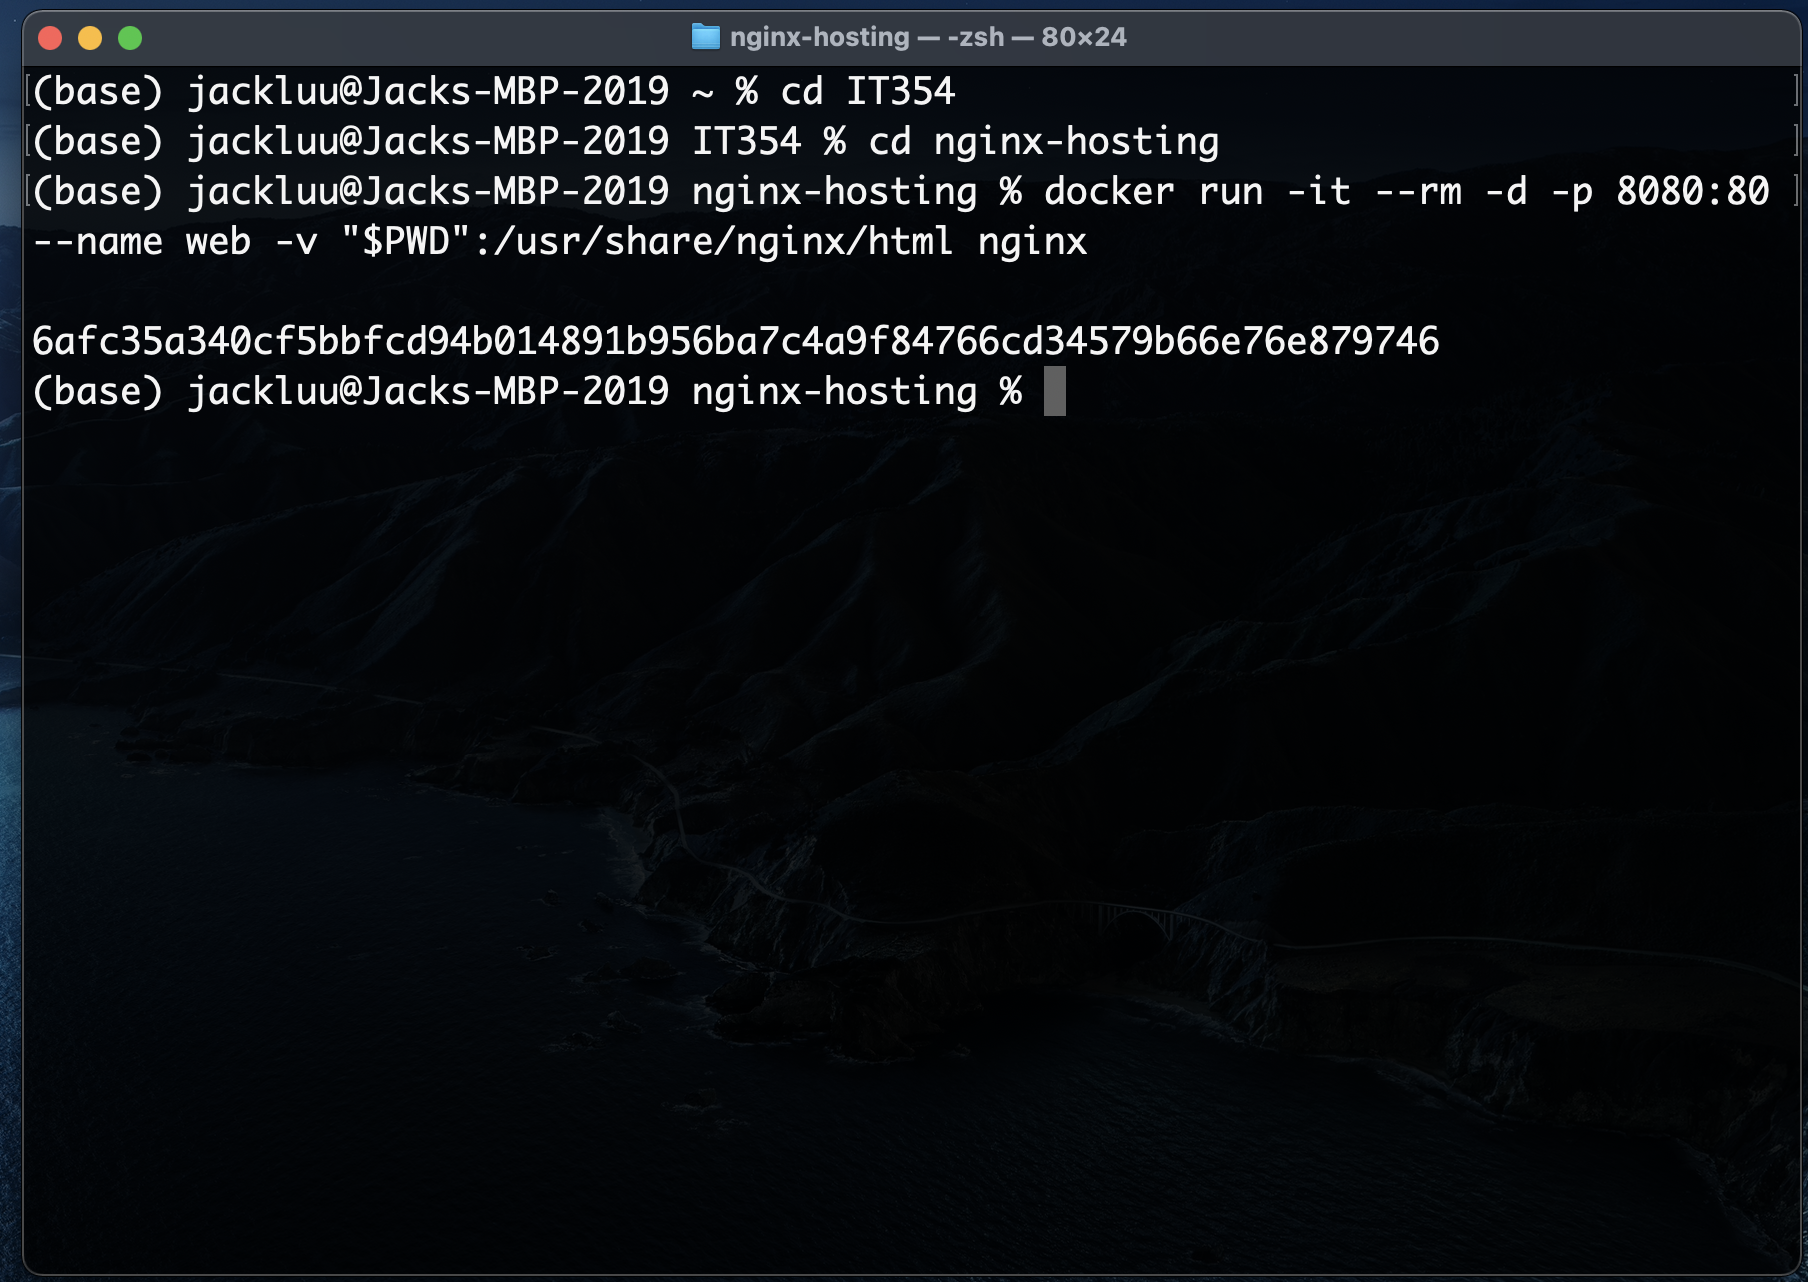 nginx-hosting — -zsh — 80×24
(base) jackluu@Jacks-MBP-2019 ~ % cd IT354
(base) jackluu@Jacks-MBP-2019 IT354 % cd nginx-hosting
(base) jackluu@Jacks-MBP-2019 nginx-hosting % docker run -it --rm -d -p 8080:80
--name web -v "$PWD":/usr/share/nginx/html nginx
6afc35a340cf5bbfcd94b014891b956ba7c4a9f84766cd34579b66e76e879746
(base) jackluu@Jacks-MBP-2019 nginx-hosting %